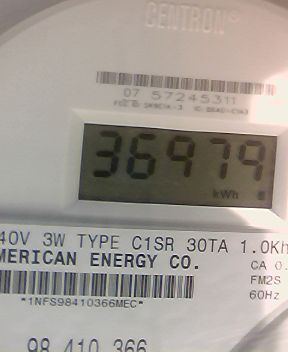 CENTRON®
07 57245311
36979
kWh
40V 3W TYPE C1SR 30TA 1.0Kh
MERICAN ENERGY CO.
CA 0.
FM2S
60Hz
*1NFS98410366MEC*
98 410 366